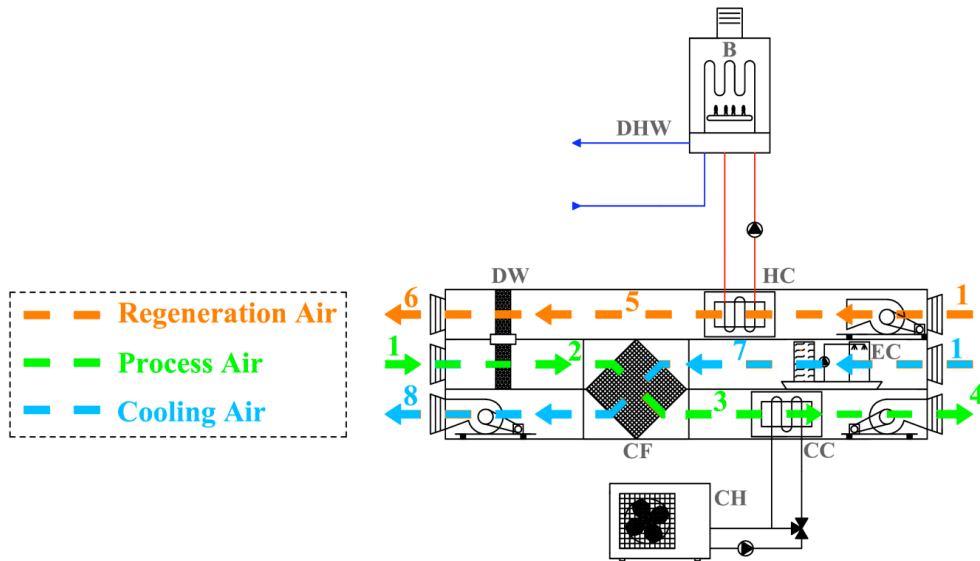 B
DHW
DW
HC
6
5
1
Regeneration Air
1
2
7
EC
1
Process Air
8
3
4
Cooling Air
CF
CC
CH